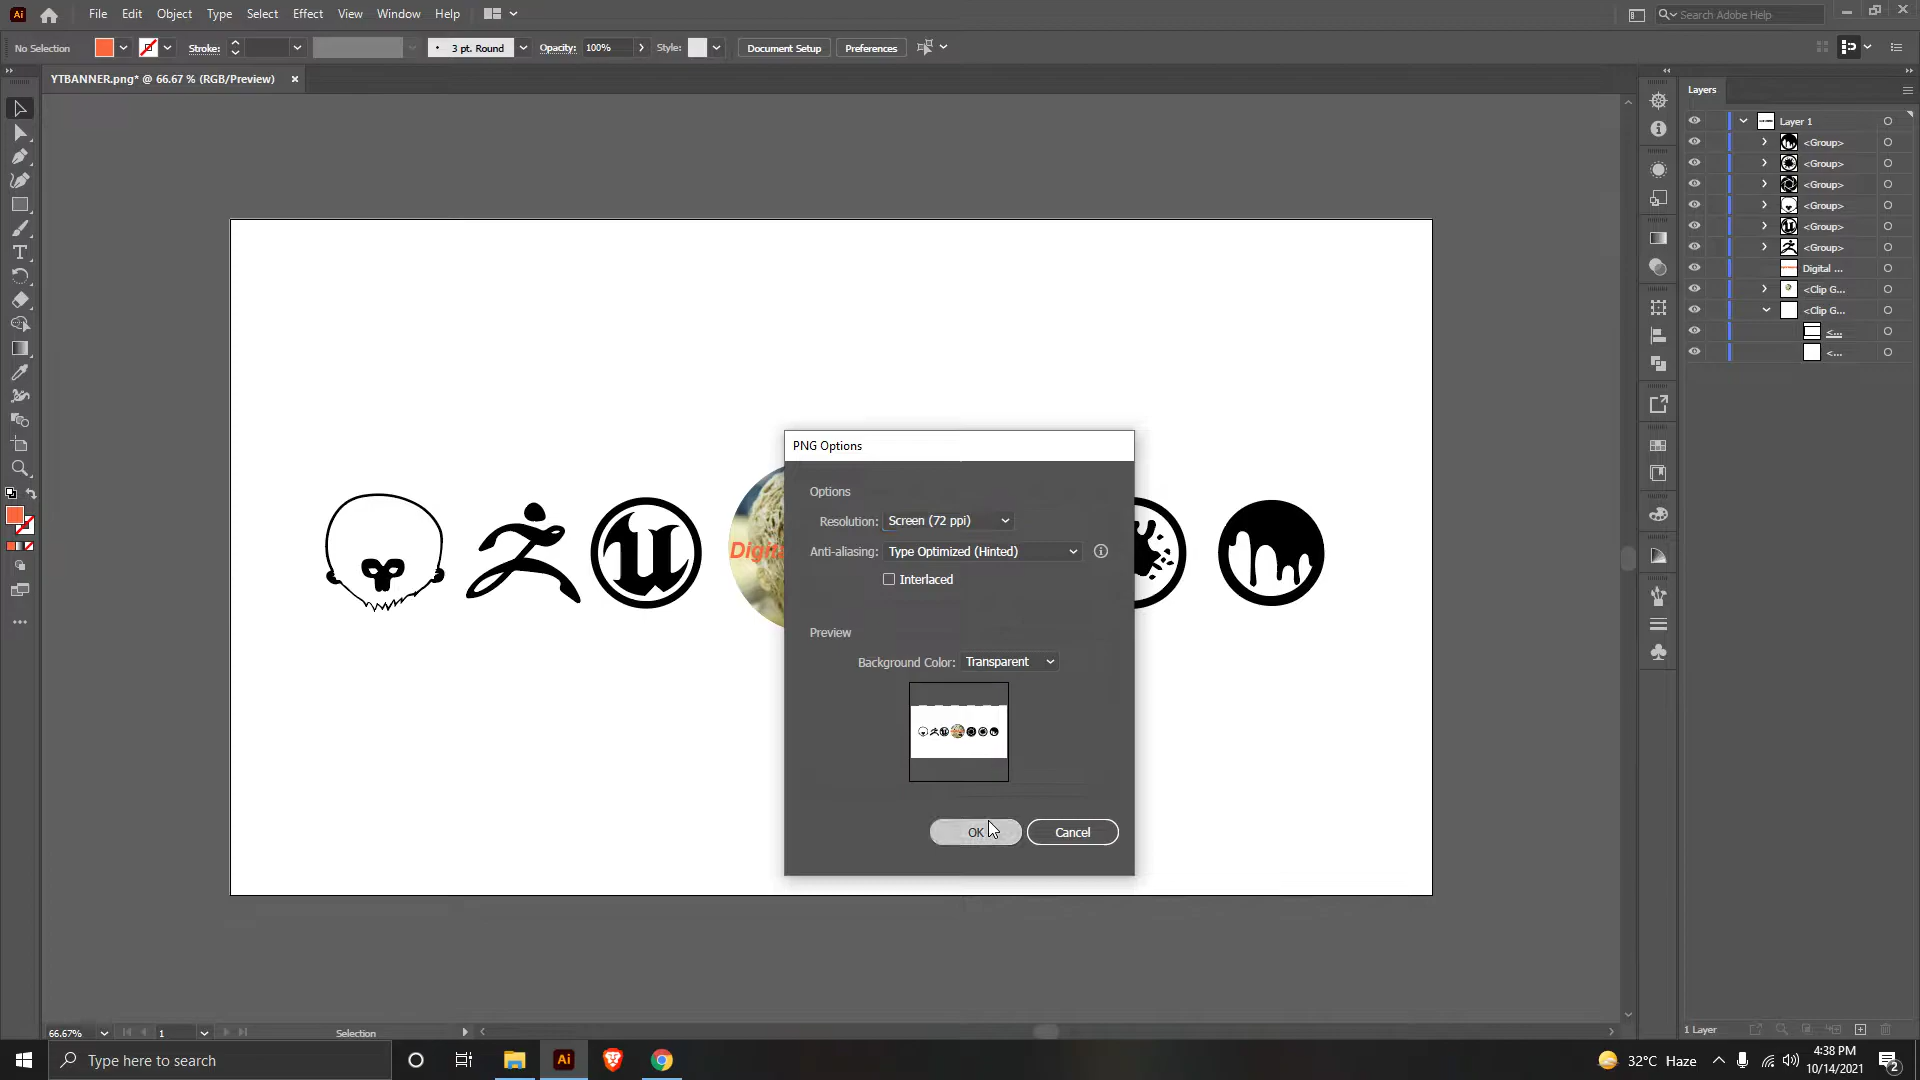 Ai File Edit Object Type Select Effect View Window Help Search Adobe Help
No Selection Stroke: 3 pt. Round Opacity: 100% Style: Document Setup Preferences
YTBANNER.png* @ 66.67 % (RGB/Preview)
Layers
Layer 1
<Group>
<Group>
<Group>
<Group>
<Group>
<Group>
Digital ...
<Clip G...
<Clip G...
<...
<...
PNG Options
Options
Resolution: Screen (72 ppi)
Anti-aliasing: Type Optimized (Hinted)
Interlaced
Preview
Background Color: Transparent
OK Cancel
66.67% 1 Selection
1 Layer
Type here to search Ai 32°C Haze 4:38 PM
10/14/2021 2